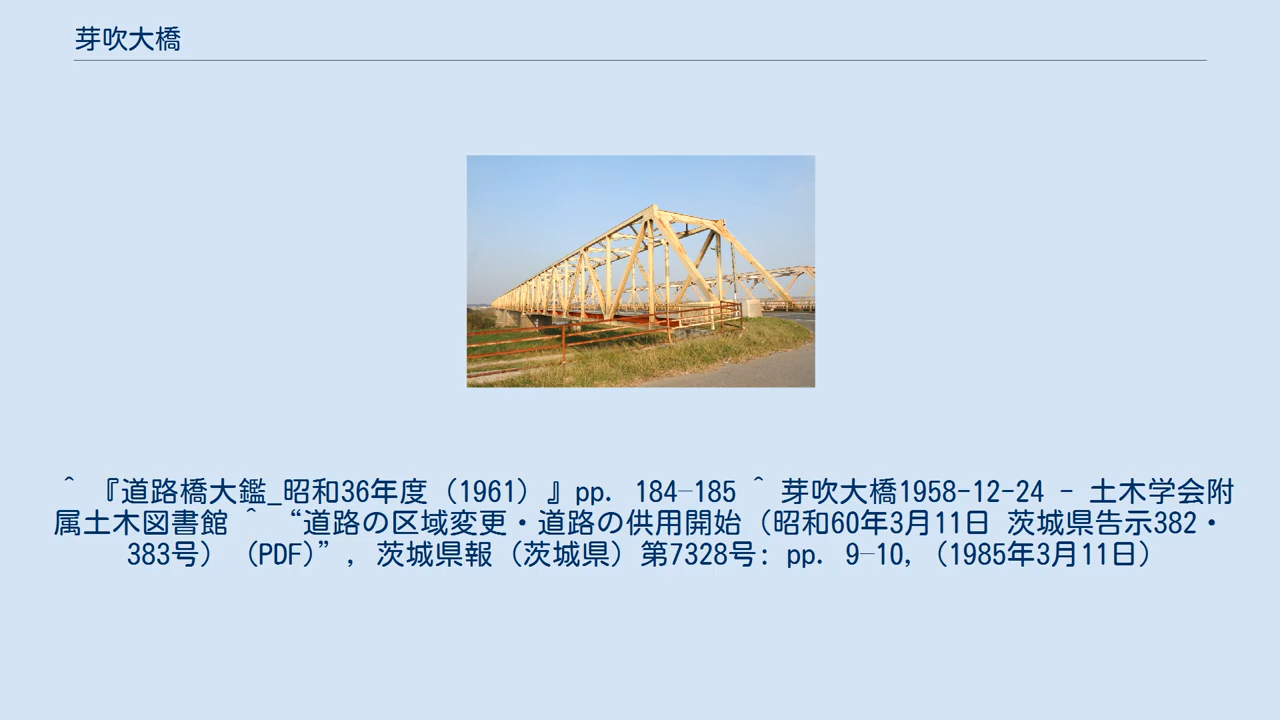 芽吹大橋
^ 『道路橋大鑑_昭和36年度（1961）』pp. 184–185 ^ 芽吹大橋1958-12-24 - 土木学会附
属土木図書館 ^ “道路の区域変更・道路の供用開始（昭和60年3月11日 茨城県告示382・
383号）（PDF）”, 茨城県報（茨城県）第7328号: pp. 9–10,（1985年3月11日）